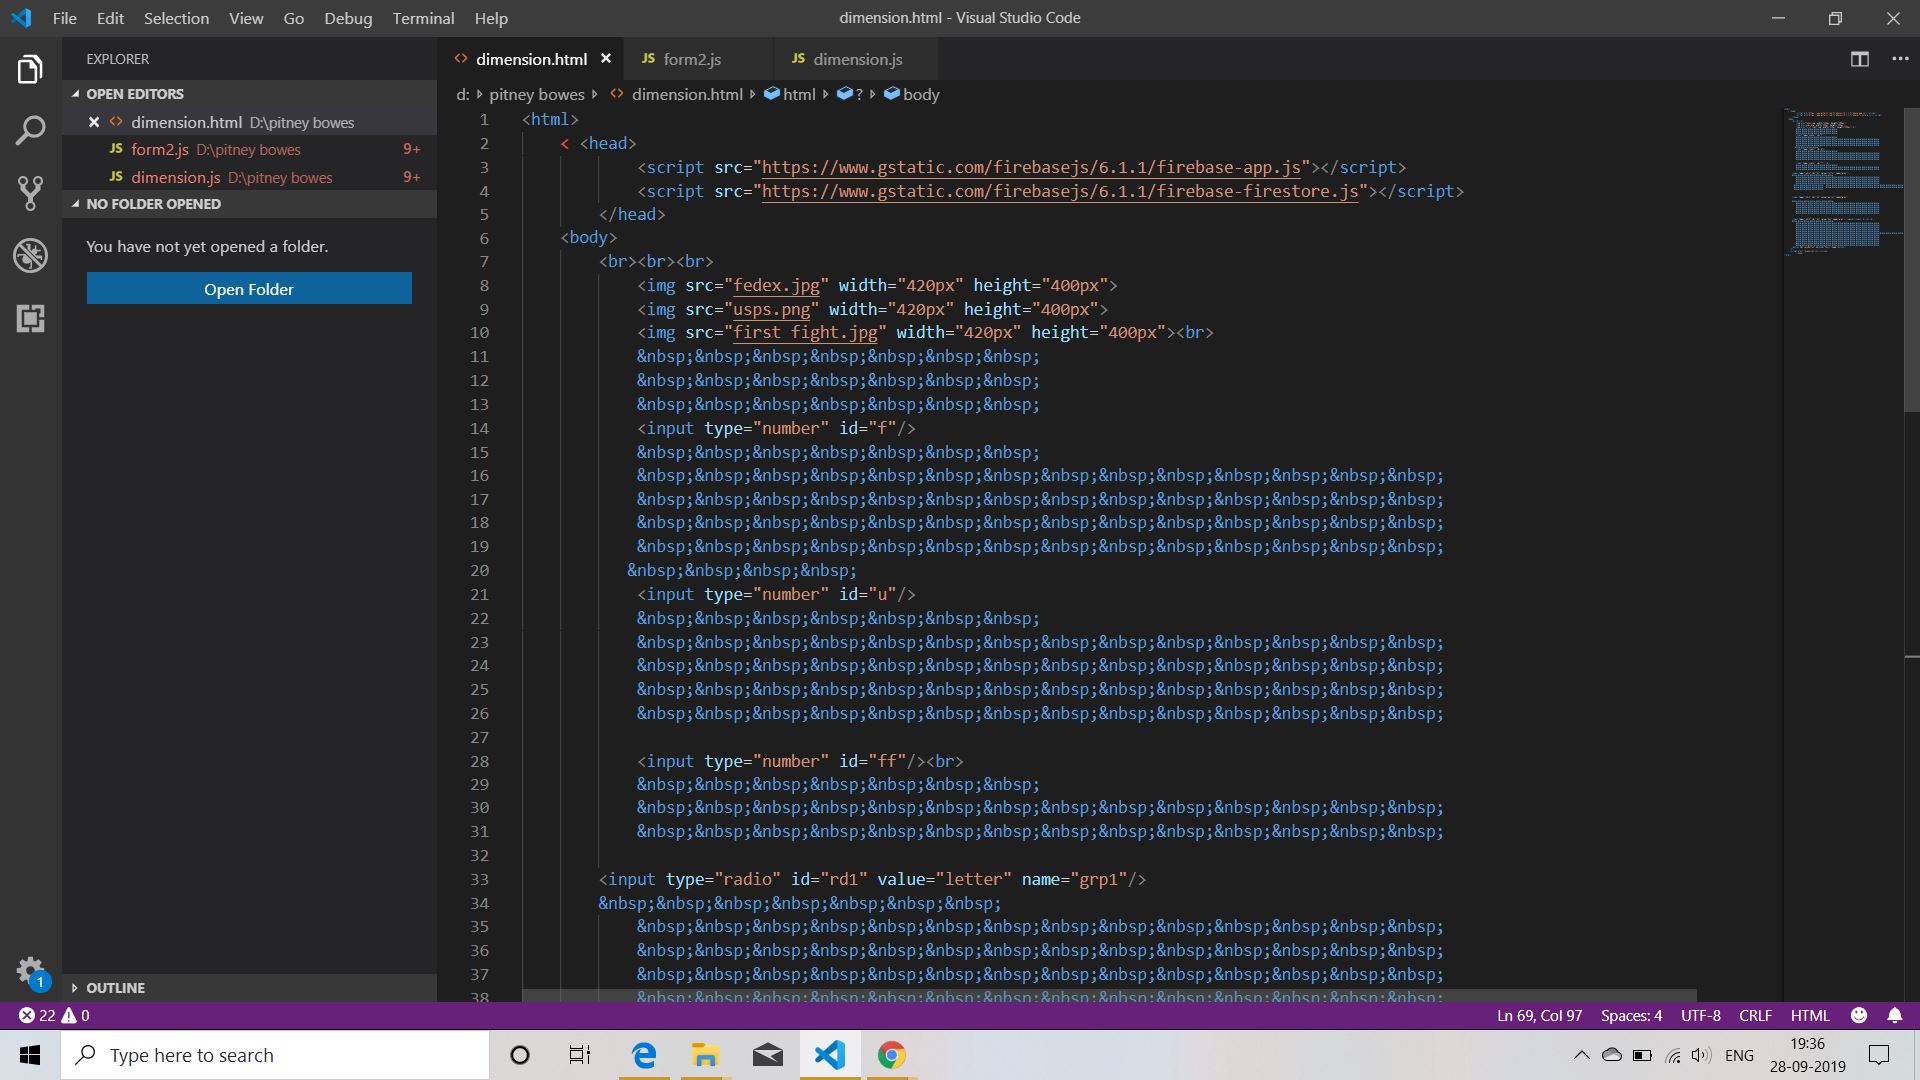 File Edit Selection View Go Debug Terminal Help
dimension.html - Visual Studio Code
EXPLORER
OPEN EDITORS
dimension.html D:\pitney bowes
form2.js D:\pitney bowes 9+
dimension.js D:\pitney bowes 9+
NO FOLDER OPENED
You have not yet opened a folder.
Open Folder
OUTLINE
dimension.html JS form2.js JS dimension.js
d: pitney bowes dimension.html html ? body
1 <html>
2 < <head>
3 <script src="https://www.gstatic.com/firebasejs/6.1.1/firebase-app.js"></script>
4 <script src="https://www.gstatic.com/firebasejs/6.1.1/firebase-firestore.js"></script>
5 </head>
6 <body>
7 <br><br><br>
8 <img src="fedex.jpg" width="420px" height="400px">
9 <img src="usps.png" width="420px" height="400px">
10 <img src="first fight.jpg" width="420px" height="400px"><br>
11 &nbsp;&nbsp;&nbsp;&nbsp;&nbsp;&nbsp;&nbsp;
12 &nbsp;&nbsp;&nbsp;&nbsp;&nbsp;&nbsp;&nbsp;
13 &nbsp;&nbsp;&nbsp;&nbsp;&nbsp;&nbsp;&nbsp;
14 <input type="number" id="f"/>
15 &nbsp;&nbsp;&nbsp;&nbsp;&nbsp;&nbsp;&nbsp;
16 &nbsp;&nbsp;&nbsp;&nbsp;&nbsp;&nbsp;&nbsp;&nbsp;&nbsp;&nbsp;&nbsp;&nbsp;&nbsp;&nbsp;
17 &nbsp;&nbsp;&nbsp;&nbsp;&nbsp;&nbsp;&nbsp;&nbsp;&nbsp;&nbsp;&nbsp;&nbsp;&nbsp;&nbsp;
18 &nbsp;&nbsp;&nbsp;&nbsp;&nbsp;&nbsp;&nbsp;&nbsp;&nbsp;&nbsp;&nbsp;&nbsp;&nbsp;&nbsp;
19 &nbsp;&nbsp;&nbsp;&nbsp;&nbsp;&nbsp;&nbsp;&nbsp;&nbsp;&nbsp;&nbsp;&nbsp;&nbsp;&nbsp;
20 &nbsp;&nbsp;&nbsp;&nbsp;
21 <input type="number" id="u"/>
22 &nbsp;&nbsp;&nbsp;&nbsp;&nbsp;&nbsp;&nbsp;
23 &nbsp;&nbsp;&nbsp;&nbsp;&nbsp;&nbsp;&nbsp;&nbsp;&nbsp;&nbsp;&nbsp;&nbsp;&nbsp;&nbsp;
24 &nbsp;&nbsp;&nbsp;&nbsp;&nbsp;&nbsp;&nbsp;&nbsp;&nbsp;&nbsp;&nbsp;&nbsp;&nbsp;&nbsp;
25 &nbsp;&nbsp;&nbsp;&nbsp;&nbsp;&nbsp;&nbsp;&nbsp;&nbsp;&nbsp;&nbsp;&nbsp;&nbsp;&nbsp;
26 &nbsp;&nbsp;&nbsp;&nbsp;&nbsp;&nbsp;&nbsp;&nbsp;&nbsp;&nbsp;&nbsp;&nbsp;&nbsp;&nbsp;
27
28 <input type="number" id="ff"/><br>
29 &nbsp;&nbsp;&nbsp;&nbsp;&nbsp;&nbsp;&nbsp;
30 &nbsp;&nbsp;&nbsp;&nbsp;&nbsp;&nbsp;&nbsp;&nbsp;&nbsp;&nbsp;&nbsp;&nbsp;&nbsp;&nbsp;
31 &nbsp;&nbsp;&nbsp;&nbsp;&nbsp;&nbsp;&nbsp;&nbsp;&nbsp;&nbsp;&nbsp;&nbsp;&nbsp;&nbsp;
32
33 <input type="radio" id="rd1" value="letter" name="grp1"/>
34 &nbsp;&nbsp;&nbsp;&nbsp;&nbsp;&nbsp;&nbsp;
35 &nbsp;&nbsp;&nbsp;&nbsp;&nbsp;&nbsp;&nbsp;&nbsp;&nbsp;&nbsp;&nbsp;&nbsp;&nbsp;&nbsp;
36 &nbsp;&nbsp;&nbsp;&nbsp;&nbsp;&nbsp;&nbsp;&nbsp;&nbsp;&nbsp;&nbsp;&nbsp;&nbsp;&nbsp;
37 &nbsp;&nbsp;&nbsp;&nbsp;&nbsp;&nbsp;&nbsp;&nbsp;&nbsp;&nbsp;&nbsp;&nbsp;&nbsp;&nbsp;
38 &nbsp;&nbsp;&nbsp;&nbsp;&nbsp;&nbsp;&nbsp;&nbsp;&nbsp;&nbsp;&nbsp;&nbsp;&nbsp;&nbsp;
1
22 0 Ln 69, Col 97 Spaces: 4 UTF-8 CRLF HTML
Type here to search
ENG 19:36
28-09-2019